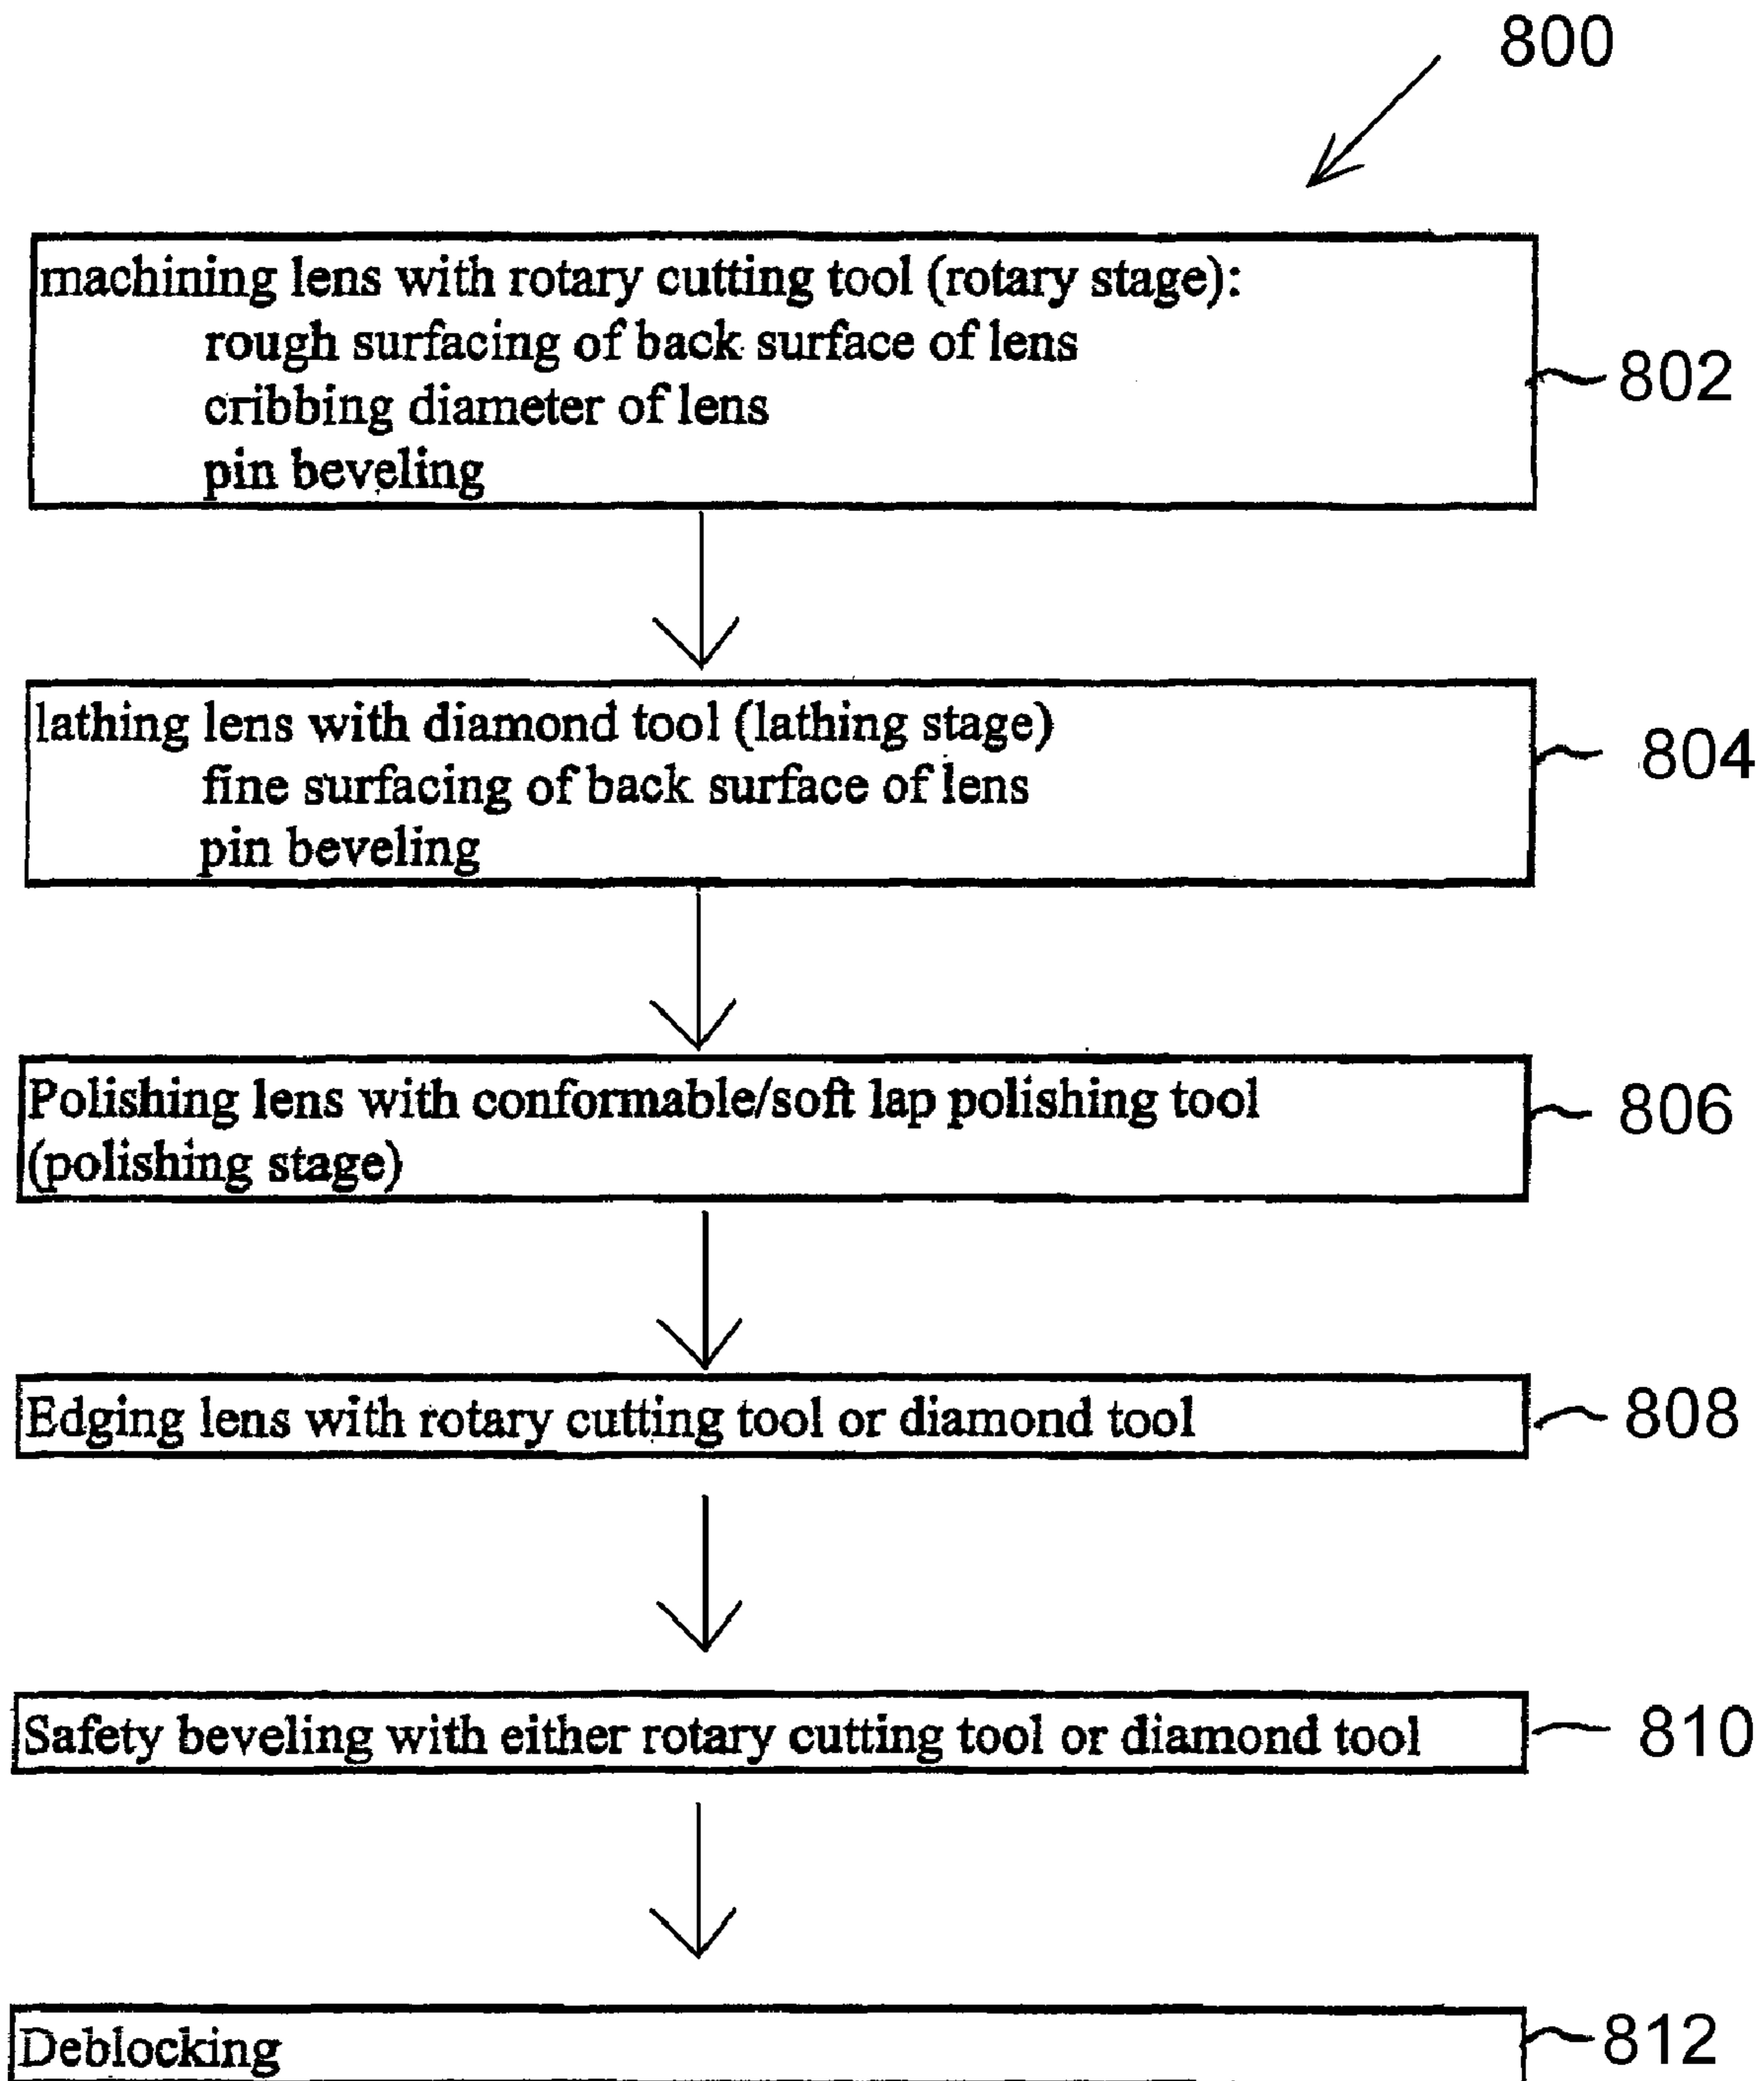 800
machining lens with rotary cutting tool (rotary stage):
rough surfacing of back surface of lens
cribbing diameter of lens
pin beveling
802
lathing lens with diamond tool (lathing stage)
fine surfacing of back surface of lens
pin beveling
804
Polishing lens with conformable/soft lap polishing tool
(polishing stage)
806
Edging lens with rotary cutting tool or diamond tool
808
Safety beveling with either rotary cutting tool or diamond tool
810
Deblocking
812